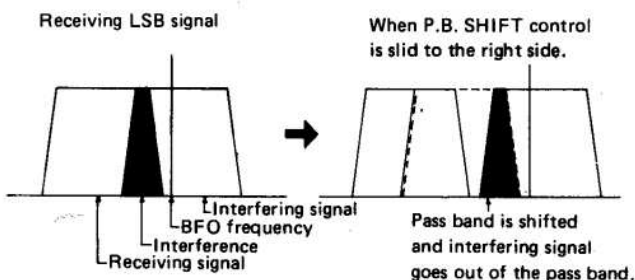 Receiving LSB signal
When P.B. SHIFT control
is slid to the right side.
Interfering signal
BFO frequency
Interference
Receiving signal
Pass band is shifted
and interfering signal
goes out of the pass band.